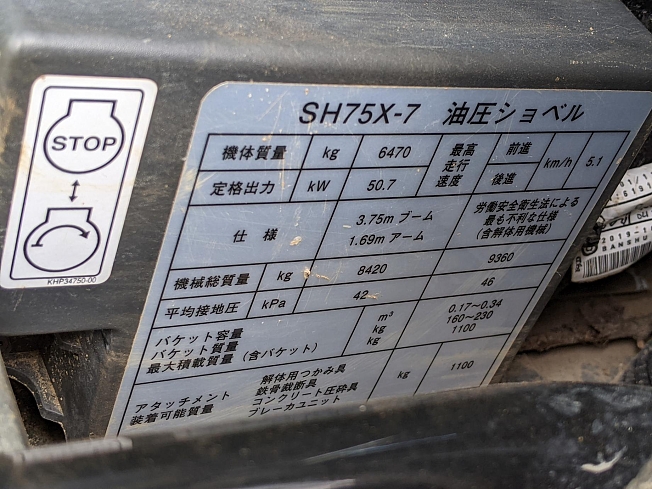 STOP
KHP34750-00
SH75X-7 油圧ショベル
機体質量 kg 6470 最高走行速度 前進 km/h 5.1
定格出力 kW 50.7 後進
仕様 3.75m ブーム 労働安全衛生法による
1.69m アーム 最も不利な仕様
(含解体用機械)
機械総質量 kg 8420 9360
平均接地圧 kPa 42 46
バケット容量 m³ 0.17~0.34
バケット質量 kg 160~230
最大積載質量(含バケット) kg 1100
アタッチメント 解体用つかみ具 kg 1100
装着可能質量 鉄骨裁断具
コンクリート圧砕具
ブレーカユニット